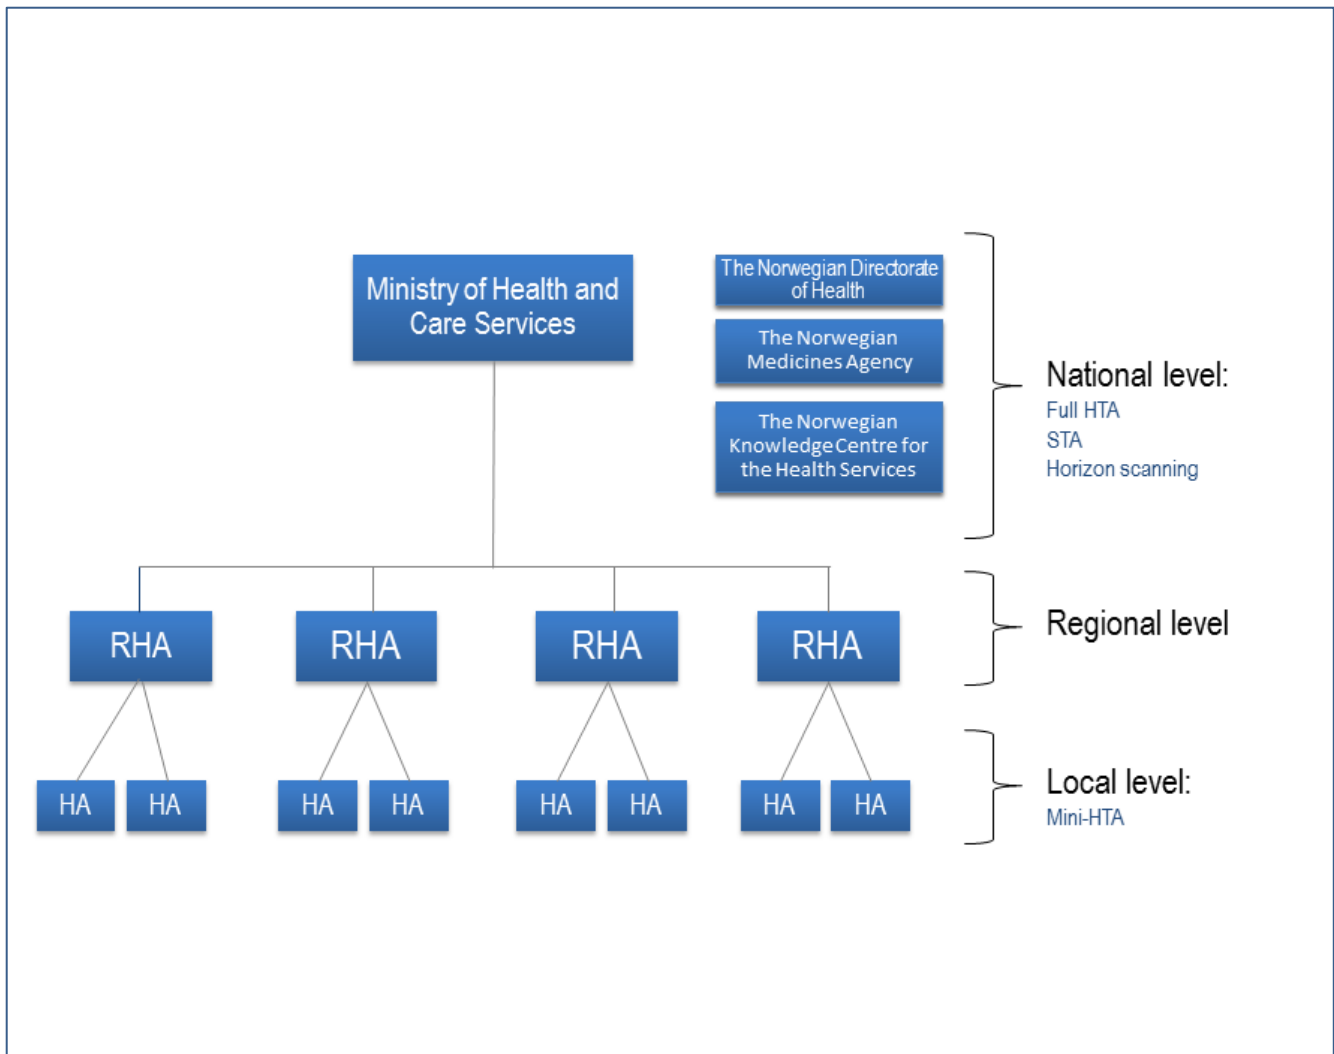 Ministry of Health and
Care Services
The Norwegian Directorate
of Health
The Norwegian
Medicines Agency
The Norwegian
Knowledge Centre for
the Health Services
National level:
Full HTA
STA
Horizon scanning
RHA
RHA
RHA
RHA
Regional level
HA
HA
HA
HA
HA
HA
HA
HA
Local level:
Mini-HTA